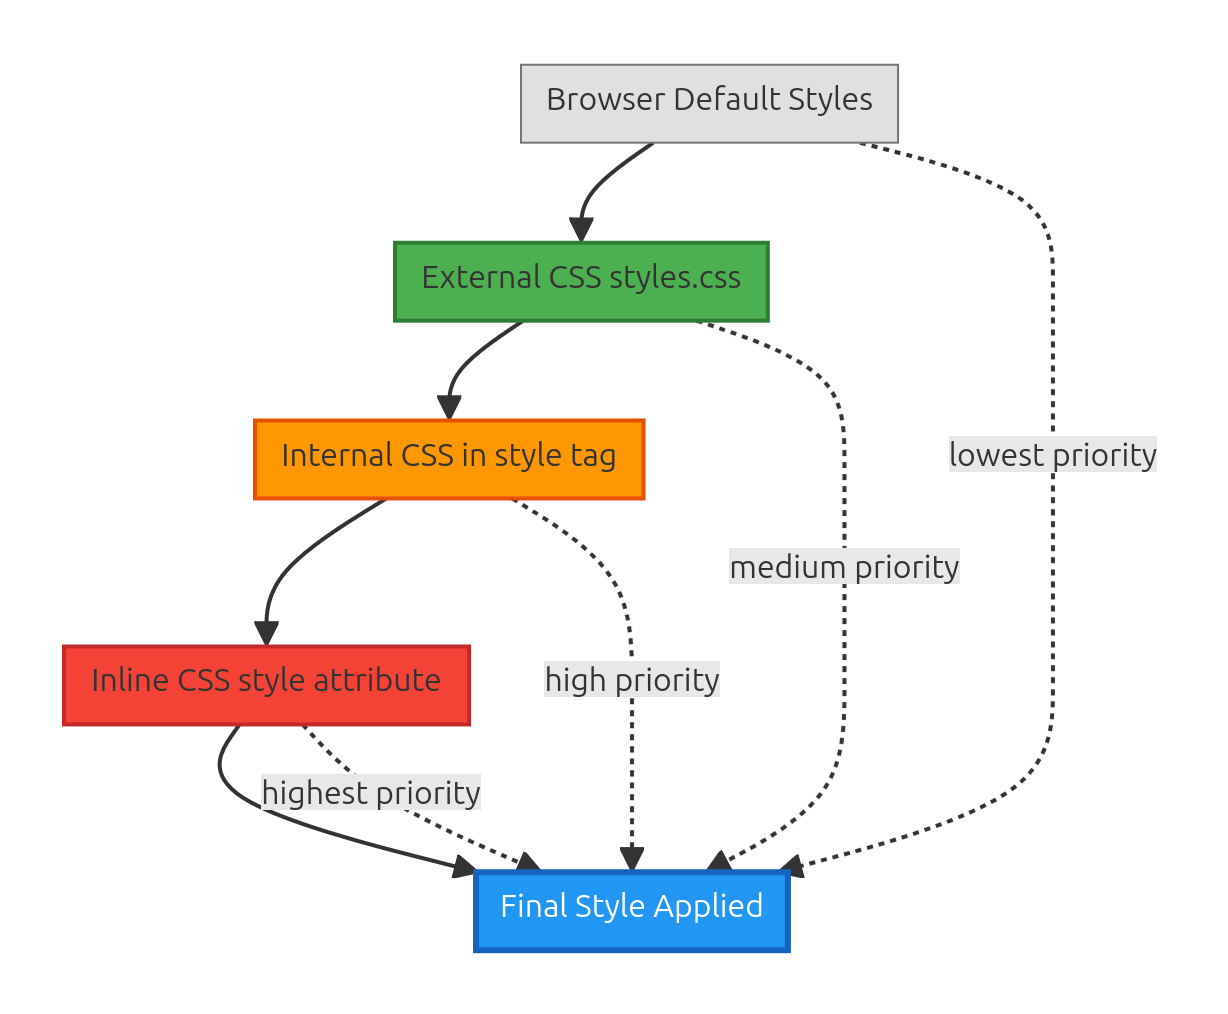 Browser Default Styles
External CSS styles.css
Internal CSS in style tag
lowest priority
medium priority
Inline CSS style attribute
high priority
highest priority
Final Style Applied